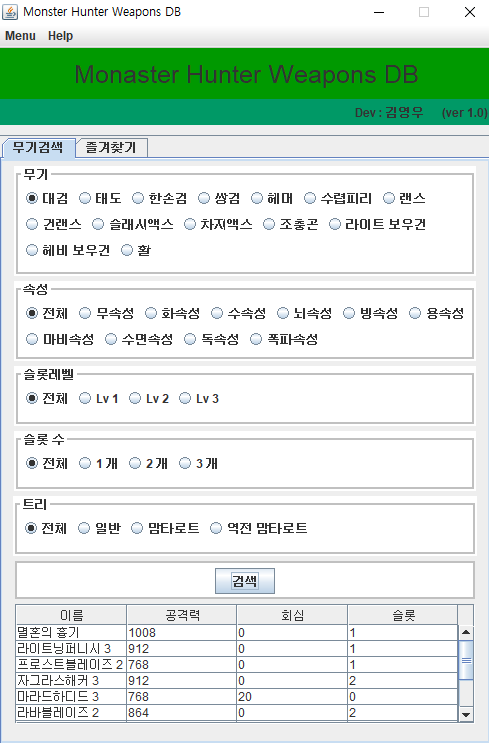 Monster Hunter Weapons DB
Menu Help
Monaster Hunter Weapons DB
Dev : 김영우 (ver 1.0)
무기검색 즐겨찾기
무기
대검 태도 한손검 쌍검 헤머 수렵피리 랜스
건랜스 슬래시액스 차저액스 조충곤 라이트 보우건
헤비 보우건 활
속성
전체 무속성 화속성 수속성 뇌속성 빙속성 용속성
마비속성 수면속성 독속성 폭파속성
슬롯레벨
전체 Lv 1 Lv 2 Lv 3
슬롯 수
전체 1개 2개 3개
트리
전체 일반 맘타로트 역전 맘타로트
검색
이름 공격력 회심 슬롯
멸혼의 흉기 1008 0 1
라이트닝퍼니시 3 912 0 1
프로스트블레이즈 2 768 0 1
자그라스해커 3 912 0 2
마라드하디드 3 768 20 0
라바블레이즈 2 864 0 2